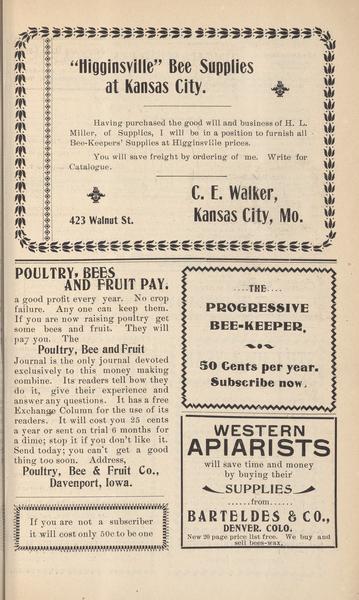 "Higginsville" Bee Supplies
at Kansas City.
Having purchased the good will and business of H. L.
Miller, of Supplies, I will be in a position to furnish all
Bee-Keepers' Supplies at Higginsville prices.
You will save freight by ordering of me. Write for
Catalogue.
C. E. Walker,
423 Walnut St. Kansas City, Mo.
POULTRY, BEES
AND FRUIT PAY.
a good profit every year. No crop
failure. Any one can keep them.
If you are now raising poultry get
some bees and fruit. They will
pay you. The
Poultry, Bee and Fruit
Journal is the only journal devoted
exclusively to this money making
combine. Its readers tell how they
do it, give their experience and
answer any questions. It has a free
Exchange Column for the use of its
readers. It will cost you 25 cents
a year or sent on trial 6 months for
a dime; stop it if you don't like it.
Send today; you can't get a good
thing too soon. Address,
Poultry, Bee & Fruit Co.,
Davenport, Iowa.
If you are not a subscriber
it will cost only 50c to be one
....THE....
PROGRESSIVE
BEE-KEEPER,
50 Cents per year.
Subscribe now.
WESTERN
APIARISTS
will save time and money
by buying their
SUPPLIES
......from......
BARTELDES & CO.,
DENVER, COLO.
New 20 page price list free. We buy and
sell bees-wax.